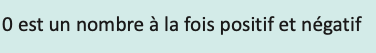 0 est un nombre à la fois positif et négatif